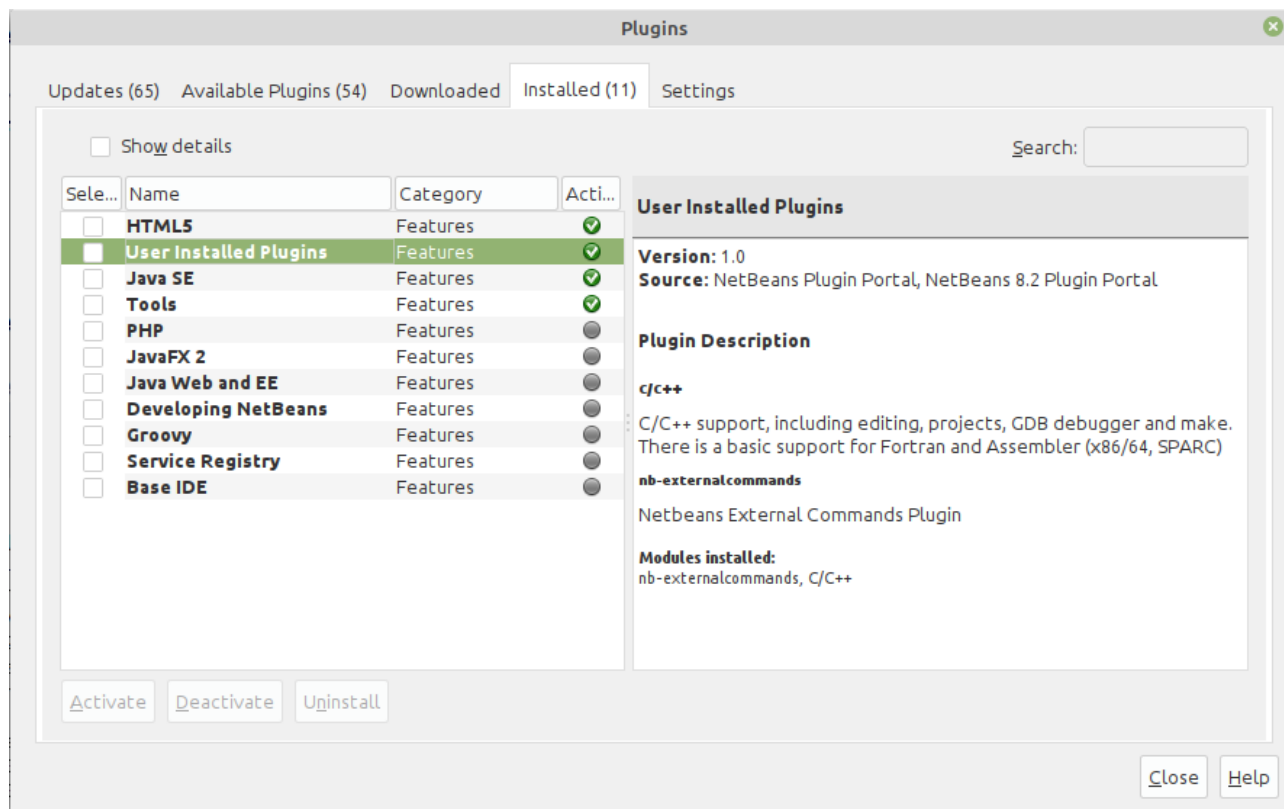 Plugins
Updates (65) Available Plugins (54) Downloaded Installed (11) Settings
Show details Search:
Sele... Name Category Acti...
HTML5 Features
User Installed Plugins Features
Java SE Features
Tools Features
PHP Features
JavaFX 2 Features
Java Web and EE Features
Developing NetBeans Features
Groovy Features
Service Registry Features
Base IDE Features
User Installed Plugins
Version: 1.0
Source: NetBeans Plugin Portal, NetBeans 8.2 Plugin Portal
Plugin Description
C/C++
C/C++ support, including editing, projects, GDB debugger and make.
There is a basic support for Fortran and Assembler (x86/64, SPARC)
nb-externalcommands
Netbeans External Commands Plugin
Modules installed:
nb-externalcommands, C/C++
Activate Deactivate Uninstall
Close Help